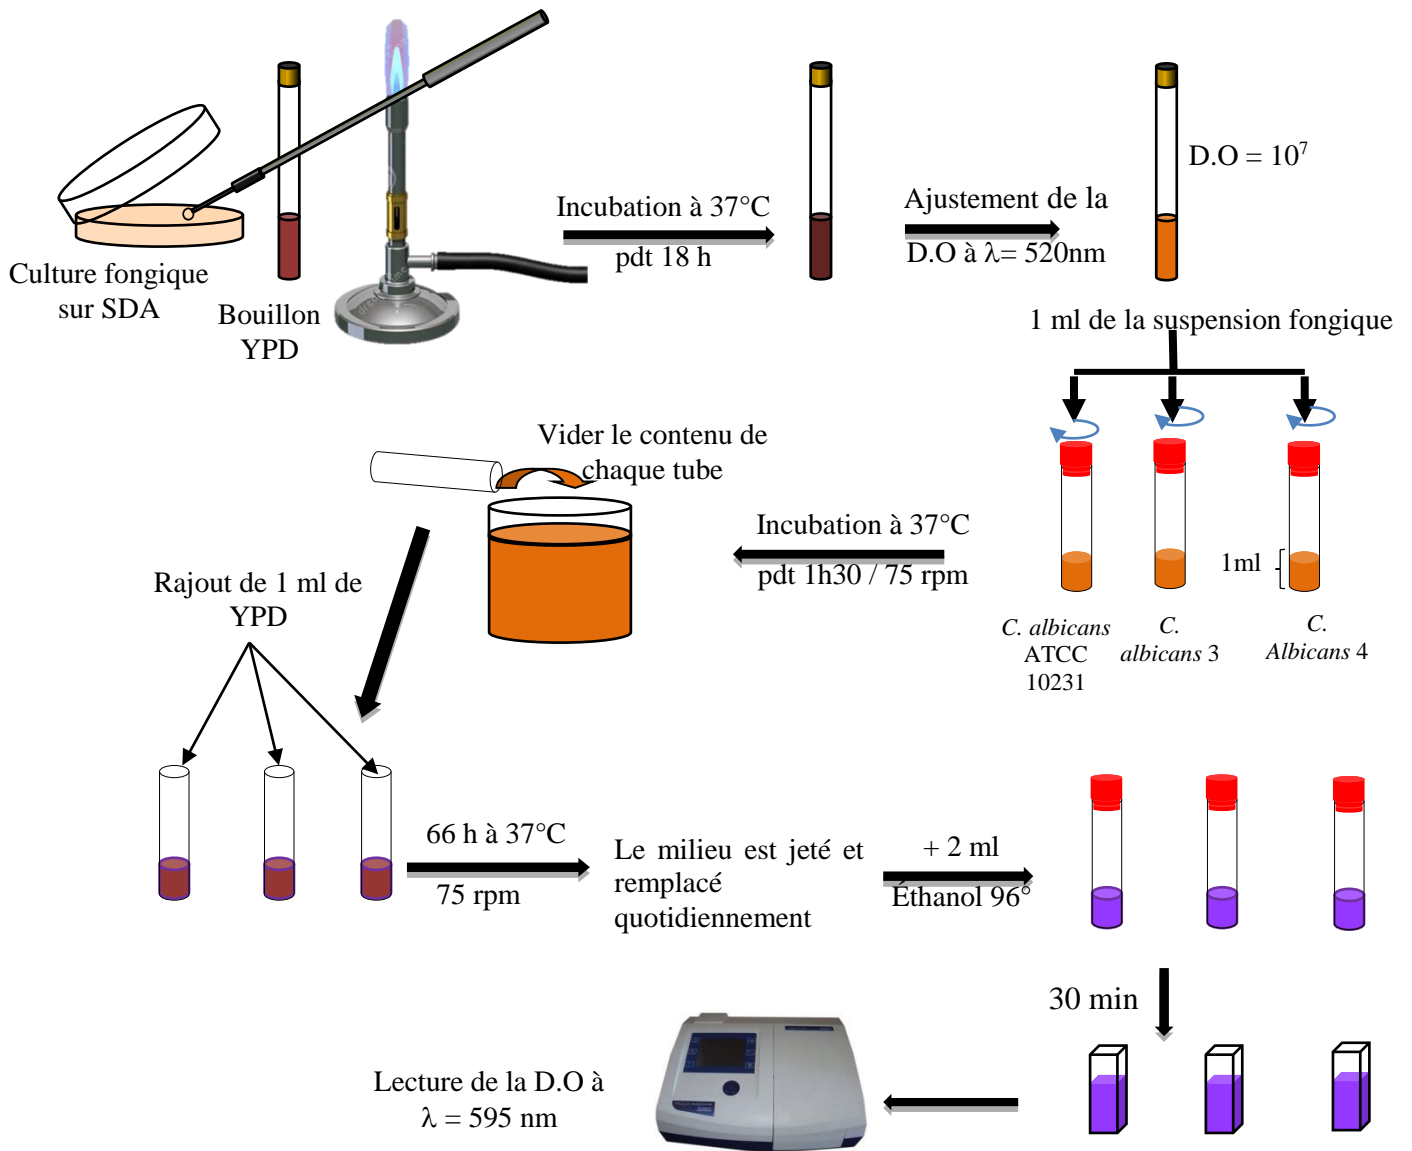 Culture fongique
sur SDA
Bouillon
YPD
Incubation à 37°C
pdt 18 h
Ajustement de la
D.O à λ= 520nm
D.O = 10⁷
1 ml de la suspension fongique
1ml
C. albicans
ATCC
10231
C.
albicans 3
C.
Albicans 4
Incubation à 37°C
pdt 1h30 / 75 rpm
Vider le contenu de
chaque tube
Rajout de 1 ml de
YPD
66 h à 37°C
75 rpm
Le milieu est jeté et
remplacé
quotidiennement
+ 2 ml
Éthanol 96°
30 min
Lecture de la D.O à
λ = 595 nm